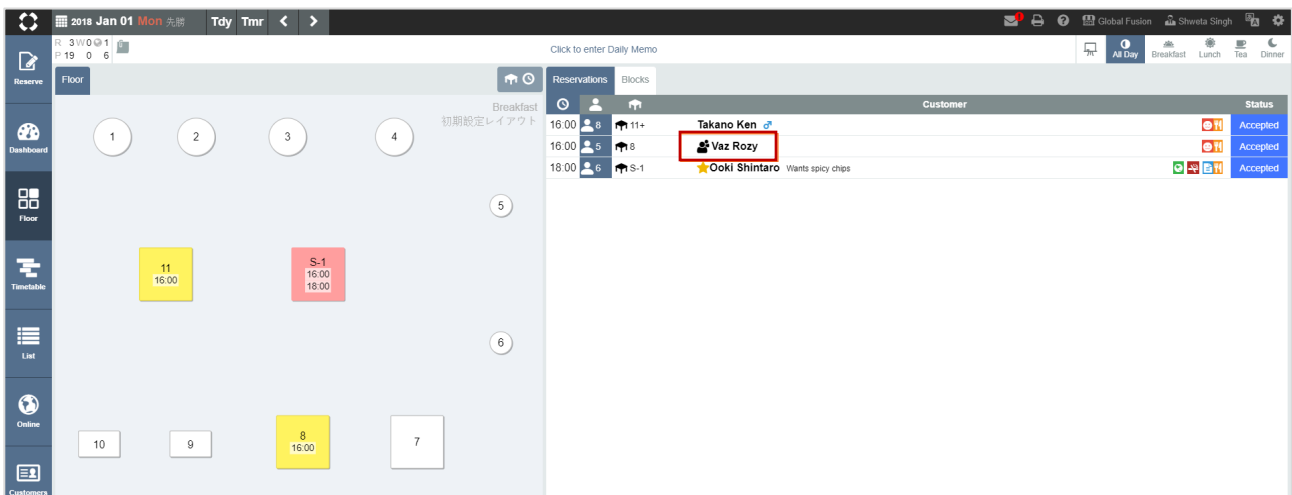 2018 Jan 01 Mon 先勝 Tdy Tmr Global Fusion Shweta Singh
R 3 W 0 1
P 19 0 6
Click to enter Daily Memo
All Day Breakfast Lunch Tea Dinner
Reserve
Dashboard
Floor
Timetable
List
Online
Customers
Floor
Breakfast
初期設定レイアウト
1 2 3 4
5
11
16:00
S-1
16:00
18:00
6
10 9
8
16:00
7
Reservations Blocks
Customer Status
16:00 8 11+ Takano Ken Accepted
16:00 5 8 Vaz Rozy Accepted
18:00 6 S-1 Ooki Shintaro Wants spicy chips Accepted